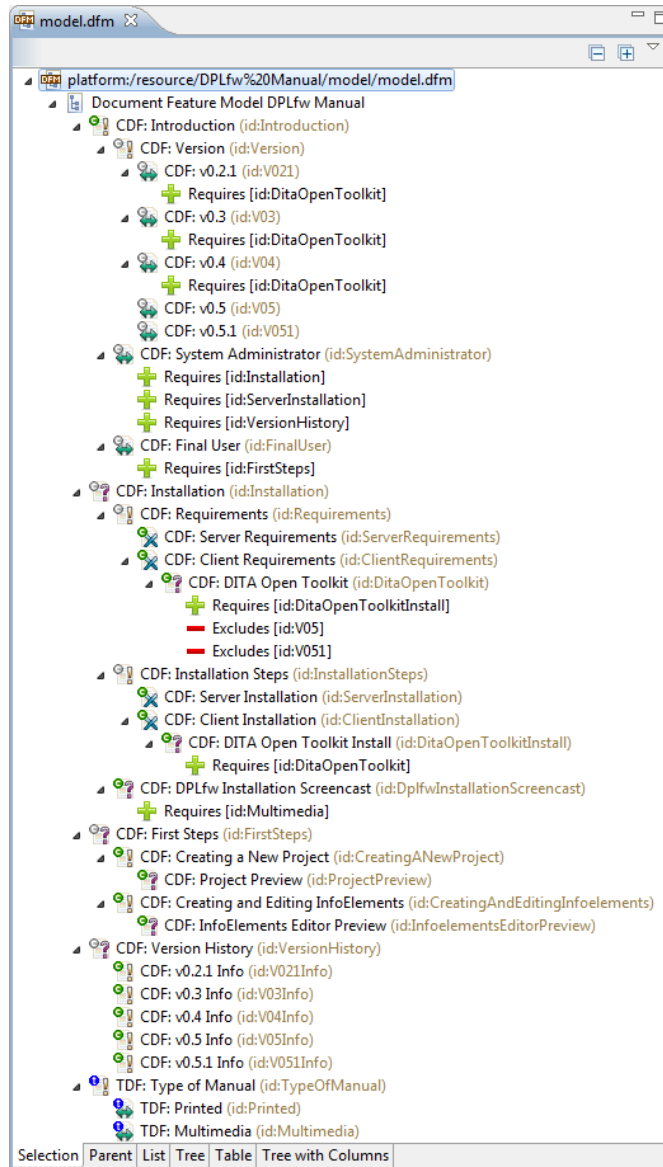 DFM model.dfm
DFM platform:/resource/DPLfw%20Manual/model/model.dfm
Document Feature Model DPLfw Manual
CDF: Introduction (id:Introduction)
CDF: Version (id:Version)
CDF: v0.2.1 (id:V021)
Requires [id:DitaOpenToolkit]
CDF: v0.3 (id:V03)
Requires [id:DitaOpenToolkit]
CDF: v0.4 (id:V04)
Requires [id:DitaOpenToolkit]
CDF: v0.5 (id:V05)
CDF: v0.5.1 (id:V051)
CDF: System Administrator (id:SystemAdministrator)
Requires [id:Installation]
Requires [id:ServerInstallation]
Requires [id:VersionHistory]
CDF: Final User (id:FinalUser)
Requires [id:FirstSteps]
CDF: Installation (id:Installation)
CDF: Requirements (id:Requirements)
CDF: Server Requirements (id:ServerRequirements)
CDF: Client Requirements (id:ClientRequirements)
CDF: DITA Open Toolkit (id:DitaOpenToolkit)
Requires [id:DitaOpenToolkitInstall]
Excludes [id:V05]
Excludes [id:V051]
CDF: Installation Steps (id:InstallationSteps)
CDF: Server Installation (id:ServerInstallation)
CDF: Client Installation (id:ClientInstallation)
CDF: DITA Open Toolkit Install (id:DitaOpenToolkitInstall)
Requires [id:DitaOpenToolkit]
CDF: DPLfw Installation Screencast (id:DplfwInstallationScreencast)
Requires [id:Multimedia]
CDF: First Steps (id:FirstSteps)
CDF: Creating a New Project (id:CreatingANewProject)
CDF: Project Preview (id:ProjectPreview)
CDF: Creating and Editing InfoElements (id:CreatingAndEditingInfoelements)
CDF: InfoElements Editor Preview (id:InfoelementsEditorPreview)
CDF: Version History (id:VersionHistory)
CDF: v0.2.1 Info (id:V021Info)
CDF: v0.3 Info (id:V03Info)
CDF: v0.4 Info (id:V04Info)
CDF: v0.5 Info (id:V05Info)
CDF: v0.5.1 Info (id:V051Info)
TDF: Type of Manual (id:TypeOfManual)
TDF: Printed (id:Printed)
TDF: Multimedia (id:Multimedia)
Selection Parent List Tree Table Tree with Columns